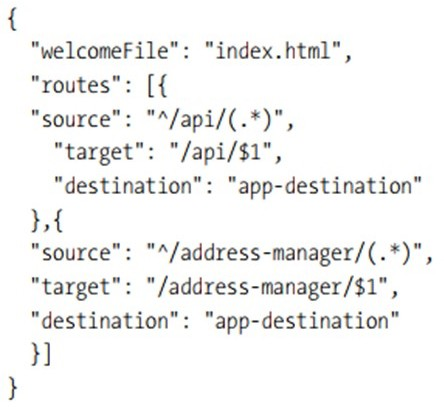 {
"welcomeFile": "index.html",
"routes": [{
"source": "^/api/(.*)",
"target": "/api/$1",
"destination": "app-destination"
},{
"source": "^/address-manager/(.*)",
"target": "/address-manager/$1",
"destination": "app-destination"
}]
}